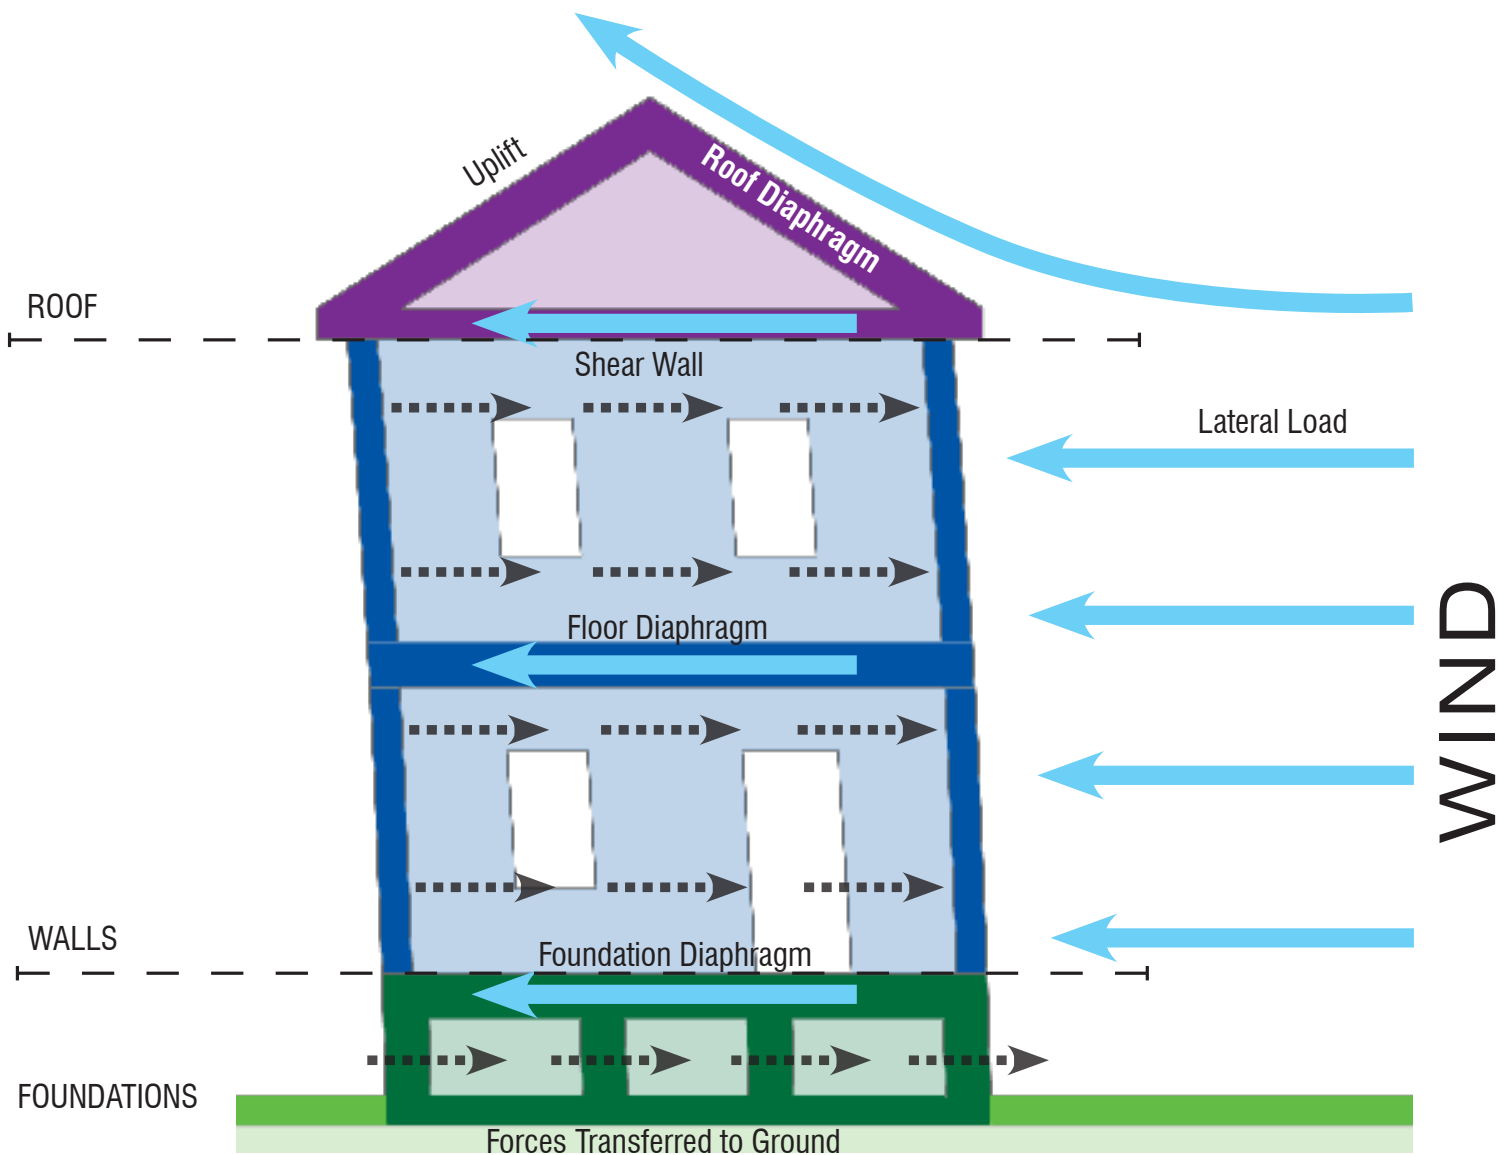 Uplift
Roof Diaphragm
ROOF
Shear Wall
Lateral Load
Floor Diaphragm
WIND
WALLS
Foundation Diaphragm
FOUNDATIONS
Forces Transferred to Ground